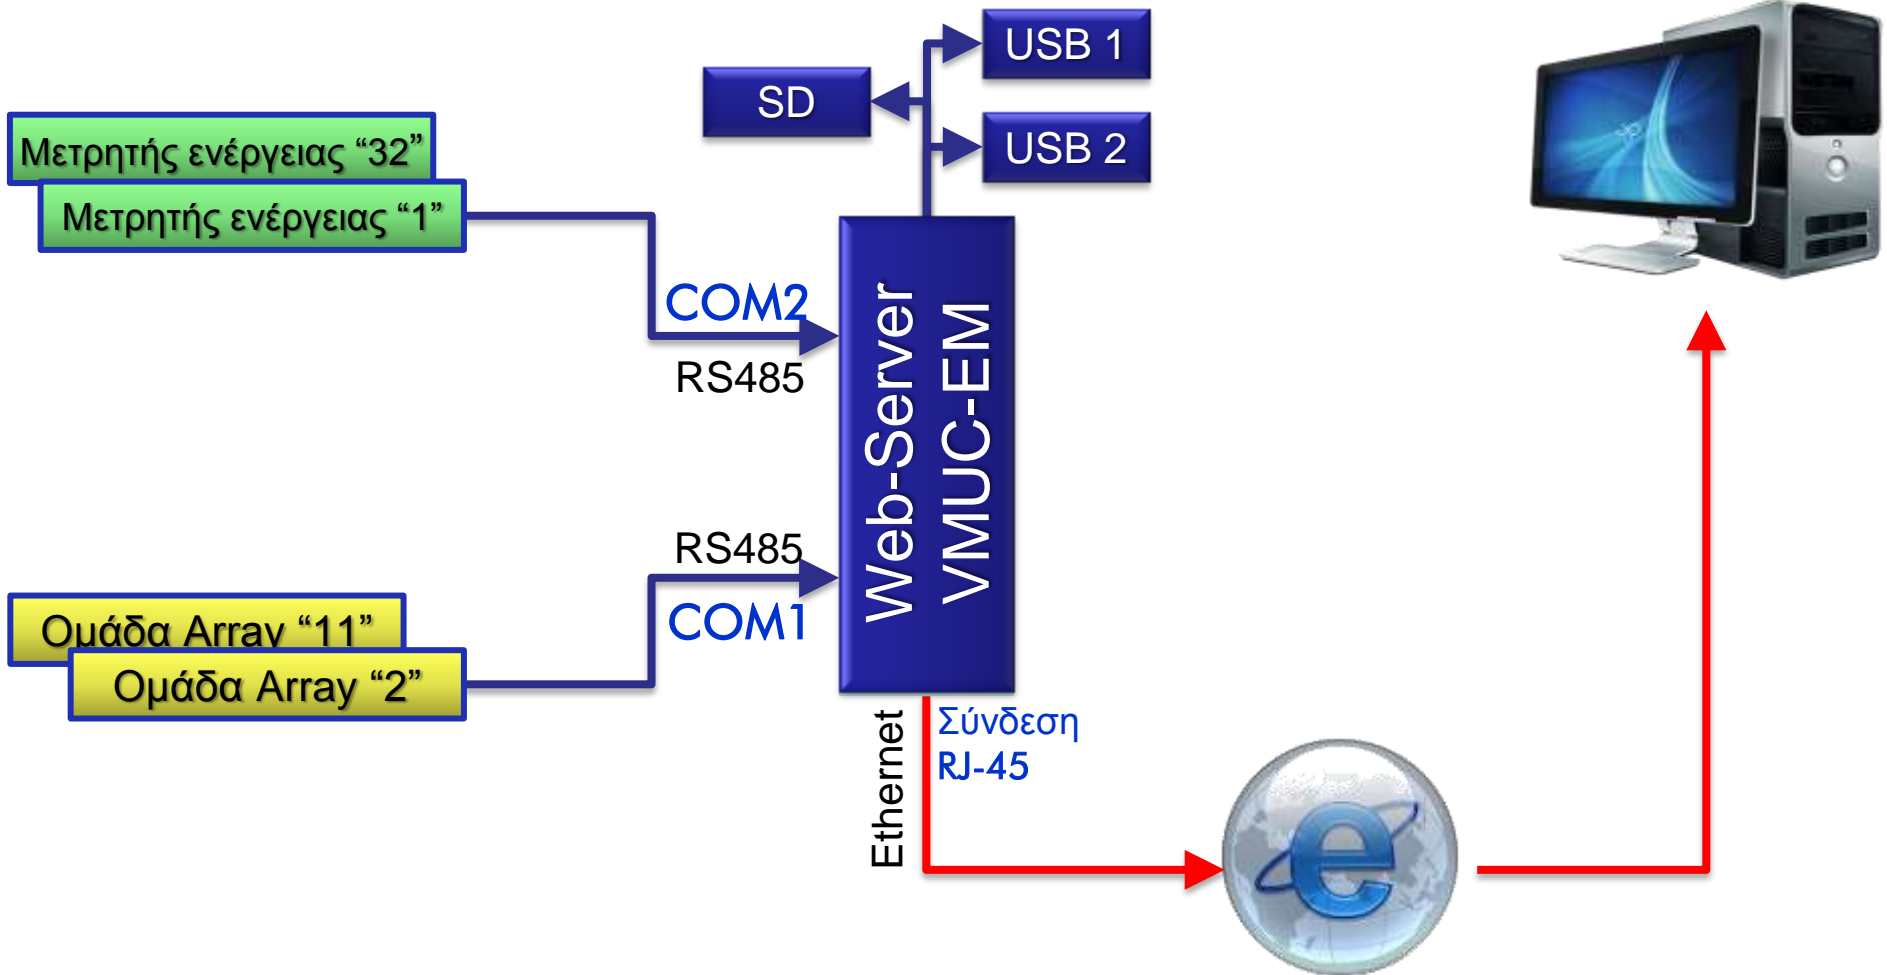 USB 1
SD
USB 2
Μετρητής ενέργειας “32”
Μετρητής ενέργειας “1”
COM2
RS485
Web-Server
VMUC-EM
RS485
COM1
Ομάδα Array “11”
Ομάδα Array “2”
Ethernet
Σύνδεση
RJ-45